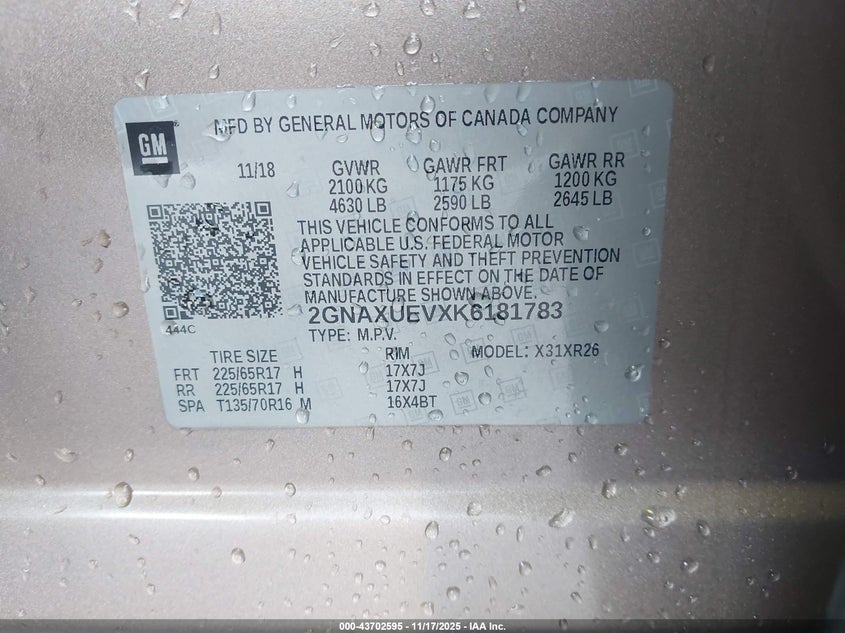 GM
MFD BY GENERAL MOTORS OF CANADA COMPANY
11/18 GVWR GAWR FRT GAWR RR
2100 KG 1175 KG 1200 KG
4630 LB 2590 LB 2645 LB
THIS VEHICLE CONFORMS TO ALL
APPLICABLE U.S. FEDERAL MOTOR
VEHICLE SAFETY AND THEFT PREVENTION
STANDARDS IN EFFECT ON THE DATE OF
MANUFACTURE SHOWN ABOVE.
2GNAXUEVXK6181783
444C
TYPE: M.P.V.
TIRE SIZE RIM MODEL: X31XR26
FRT 225/65R17 H 17X7J
RR 225/65R17 H 17X7J
SPA T135/70R16 M 16X4BT
000-43702595 - 11/17/2025 - IAA Inc.